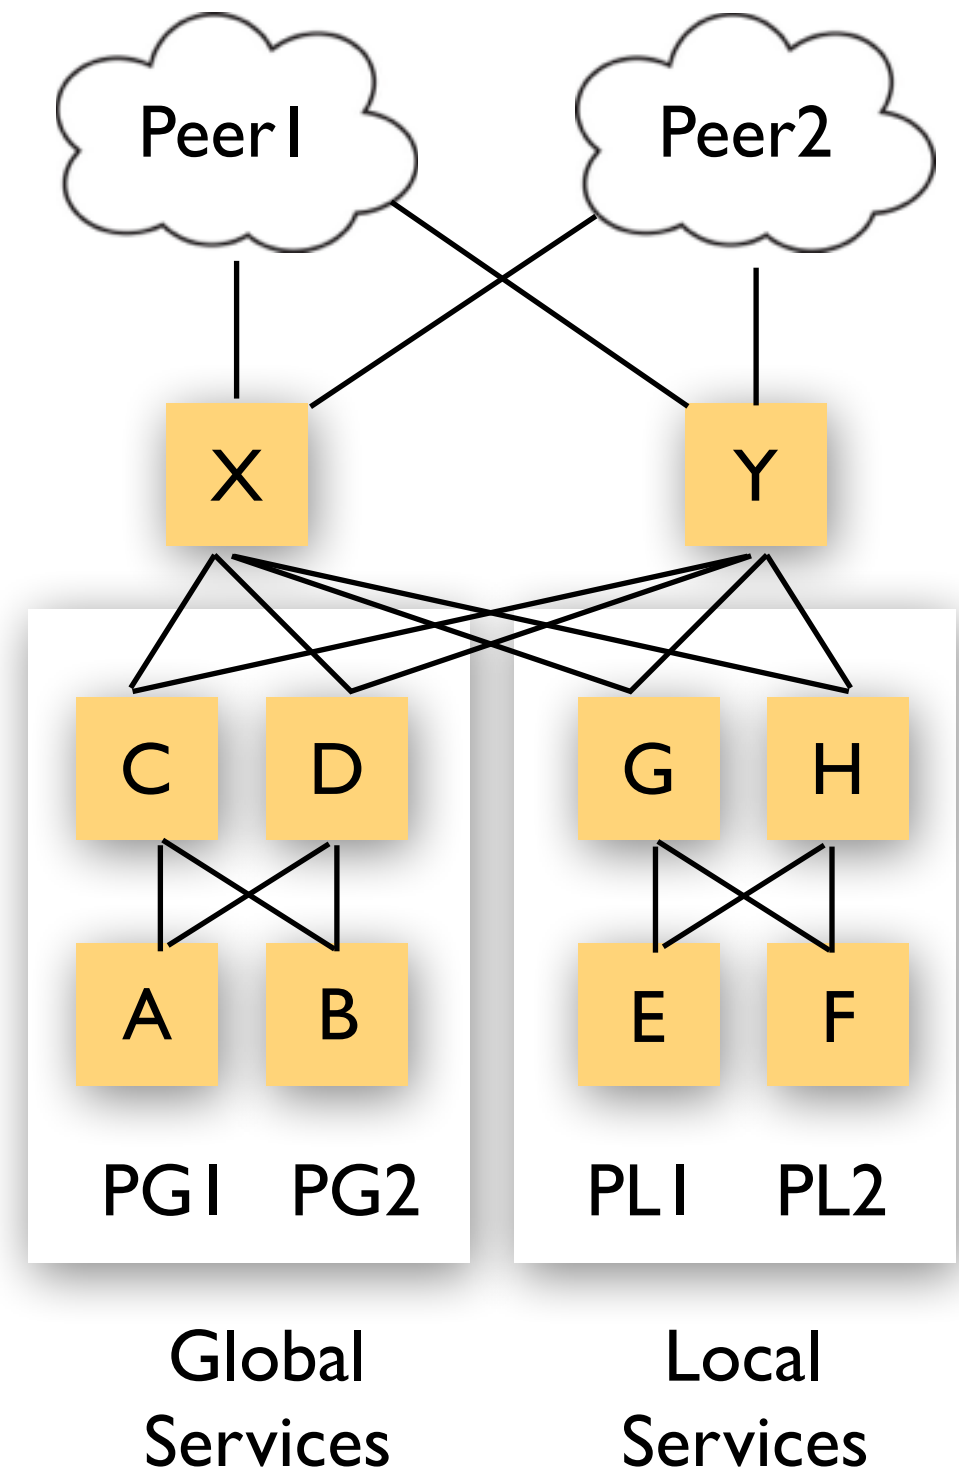 Peer1 Peer2
X Y
C D G H
A B E F
PG1 PG2 PL1 PL2
Global Local
Services Services